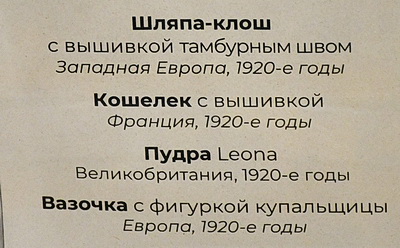 Шляпа-клош
с вышивкой тамбурным швом
Западная Европа, 1920-е годы
Кошелек с вышивкой
Франция, 1920-е годы
Пудра Leona
Великобритания, 1920-е годы
Вазочка с фигуркой купальщицы
Европа, 1920-е годы